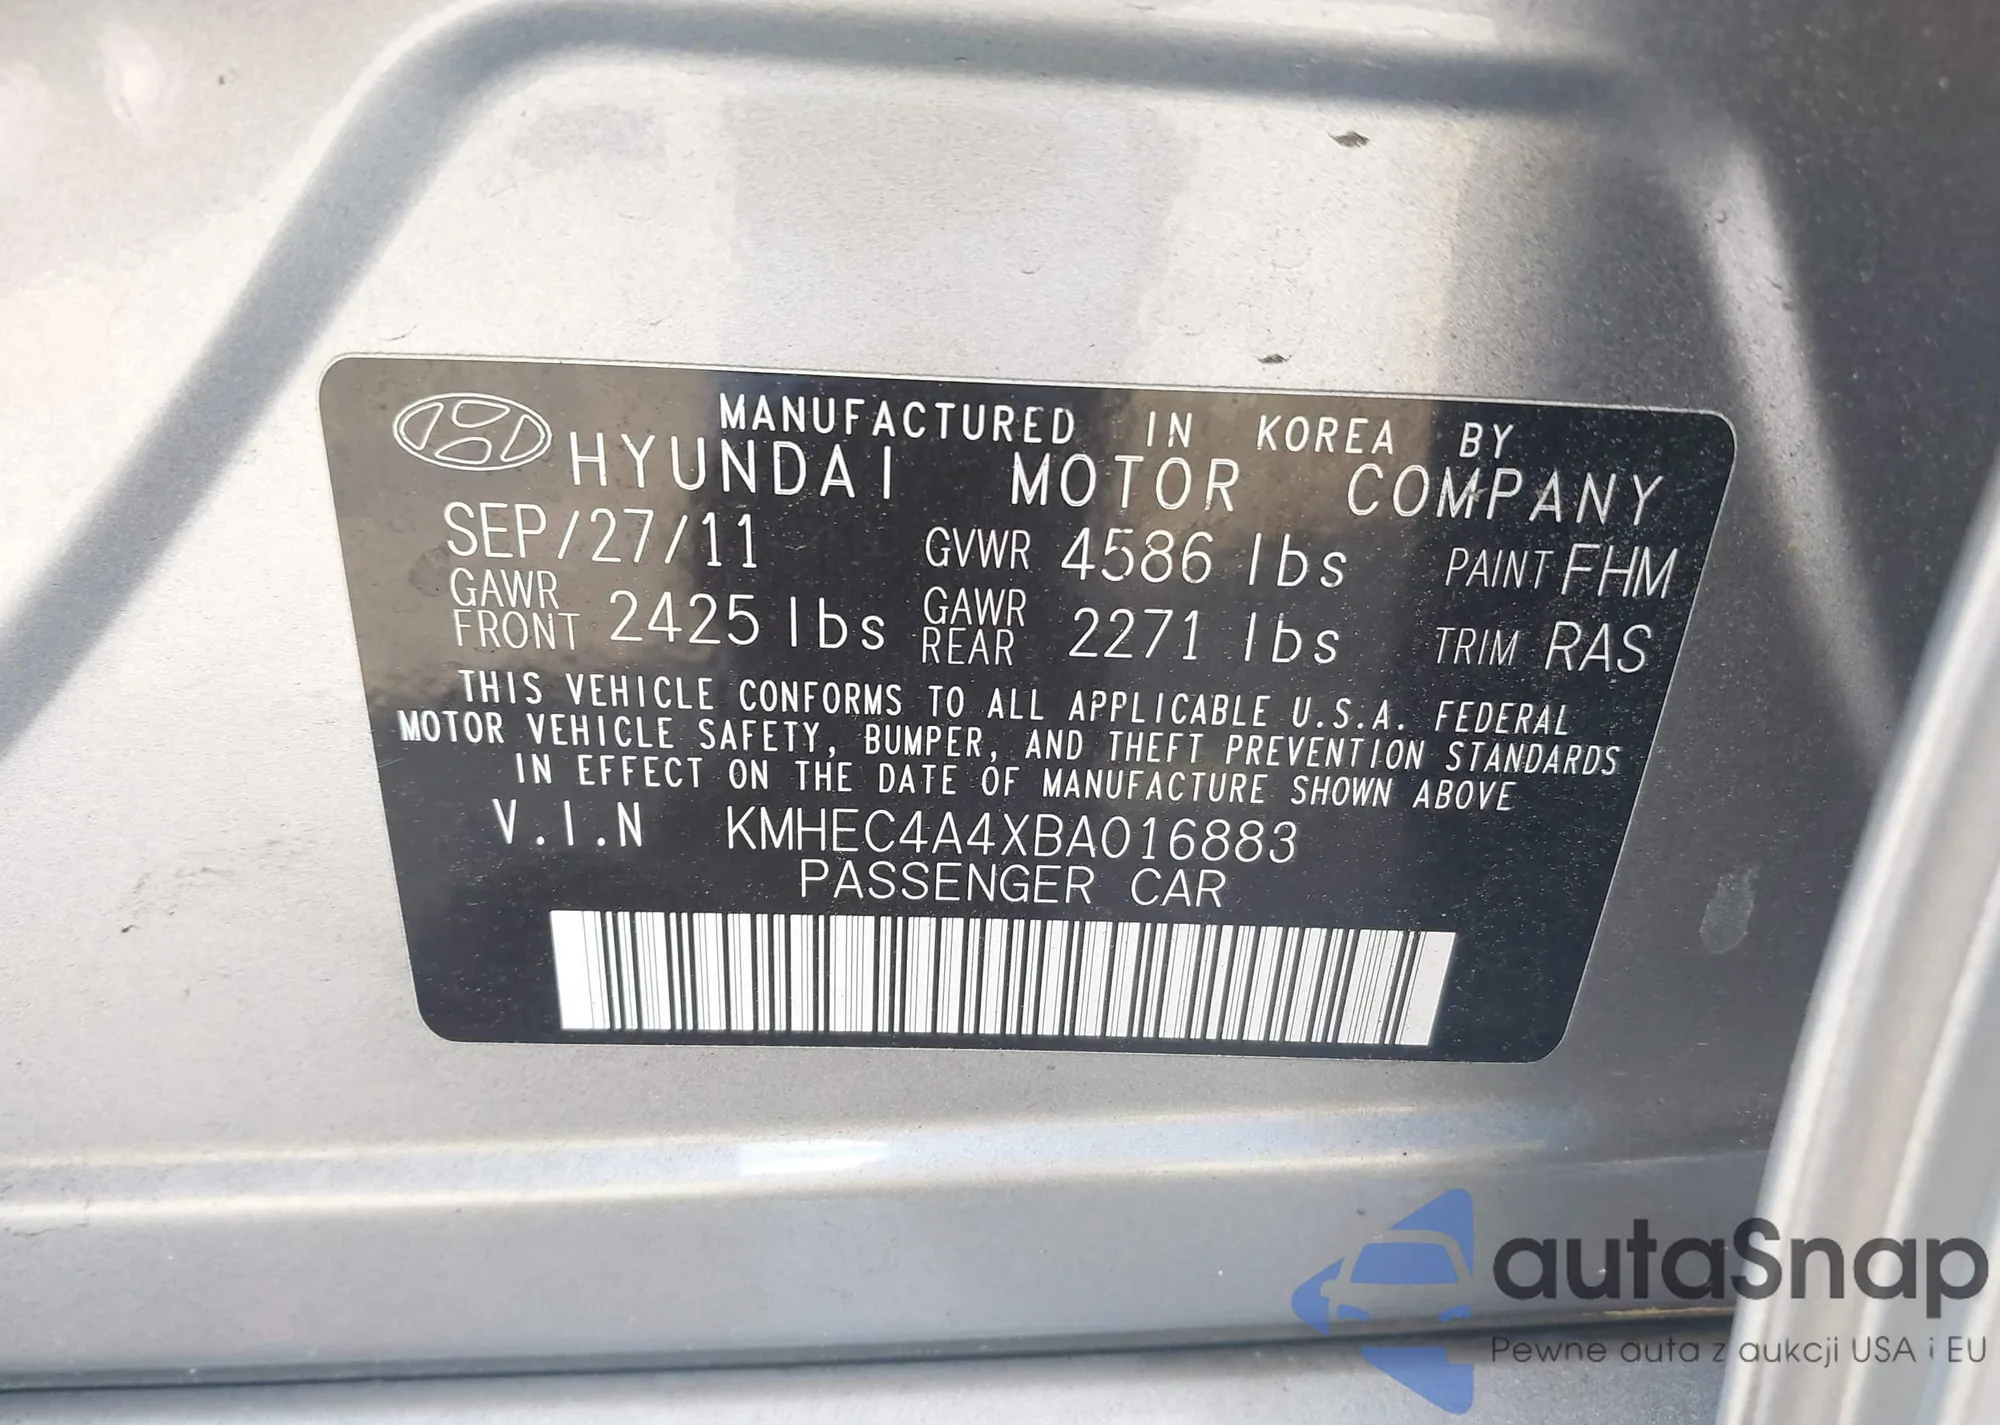 MANUFACTURED IN KOREA BY
HYUNDAI MOTOR COMPANY
SEP/27/11 GVWR 4586 lbs PAINT FHM
GAWR FRONT 2425 lbs GAWR REAR 2271 lbs TRIM RAS
THIS VEHICLE CONFORMS TO ALL APPLICABLE U.S.A. FEDERAL
MOTOR VEHICLE SAFETY, BUMPER, AND THEFT PREVENTION STANDARDS
IN EFFECT ON THE DATE OF MANUFACTURE SHOWN ABOVE
V.I.N KMHEC4A4XBA016883
PASSENGER CAR
autaSnap
Pewne auta z aukcji USA i EU